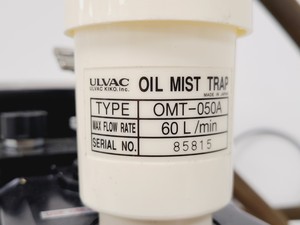 ULVAC OIL MIST TRAP
ULVAC KIKO. Inc. MADE IN JAPAN
TYPE OMT-050A
MAX FLOW RATE 60 L/min
SERIAL NO. 85815